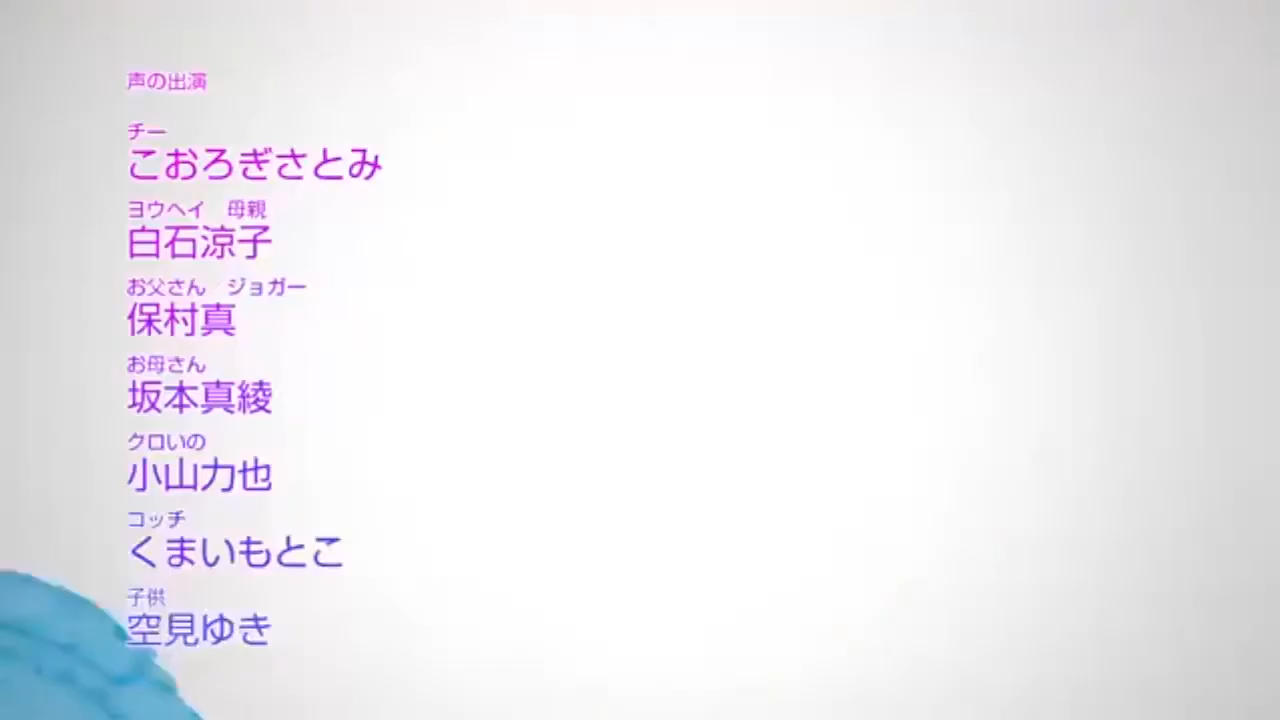 声の出演
チー
こおろぎさとみ
ヨウヘイ　母親
白石涼子
お父さん　ジョガー
保村真
お母さん
坂本真綾
クロいの
小山力也
コッチ
くまいもとこ
子供
空見ゆき